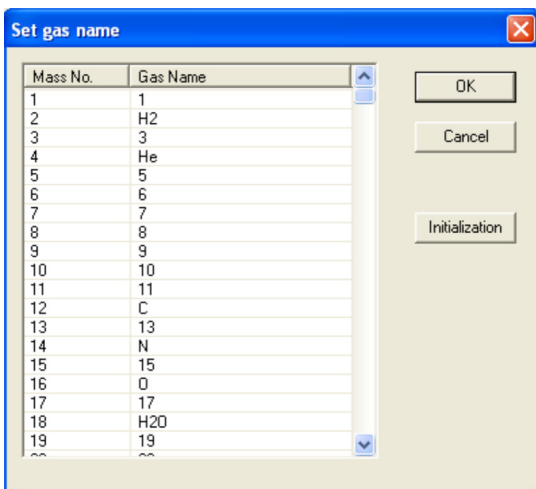 Set gas name
Mass No. Gas Name
1 1
2 H2
3 3
4 He
5 5
6 6
7 7
8 8
9 9
10 10
11 11
12 C
13 13
14 N
15 15
16 O
17 17
18 H2O
19 19
OK
Cancel
Initialization